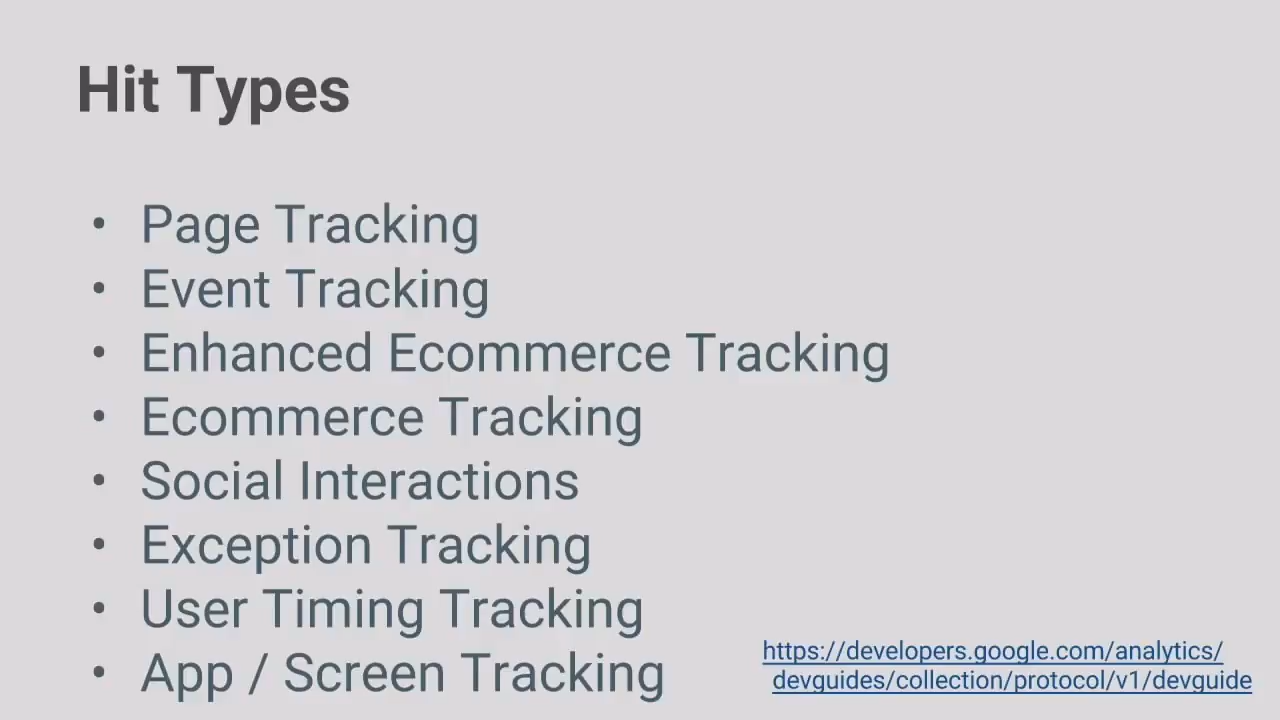 Hit Types
• Page Tracking
• Event Tracking
• Enhanced Ecommerce Tracking
• Ecommerce Tracking
• Social Interactions
• Exception Tracking
• User Timing Tracking
• App / Screen Tracking
https://developers.google.com/analytics/
devguides/collection/protocol/v1/devguide